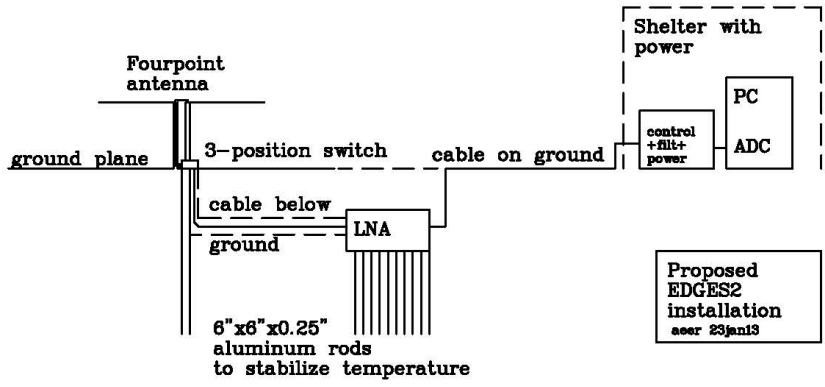 Shelter with
power
Fourpoint
antenna
PC
ADC
control
+filt+
power
3-position switch
cable on ground
ground plane
cable below
ground
LNA
Proposed
EDGES2
installation
aeer 23jan13
6"x6"x0.25"
aluminum rods
to stabilize temperature